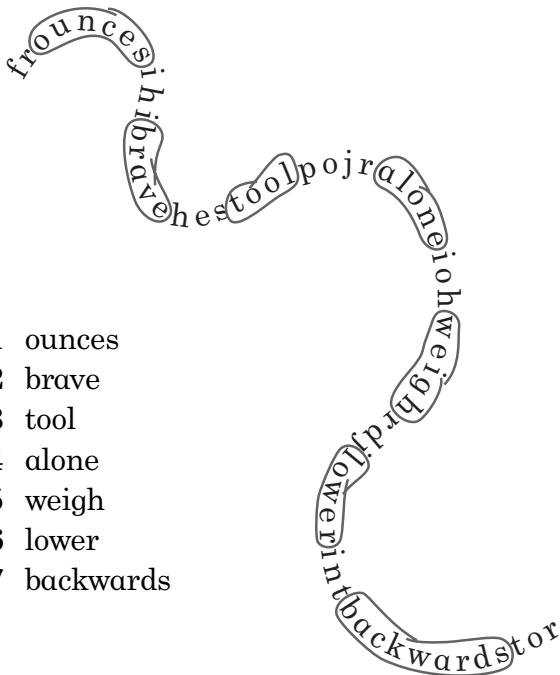 frouncesihibravehestoolpojraloneiohweighrdjlowerintbackwardstor
1 ounces
2 brave
3 tool
4 alone
5 weigh
6 lower
7 backwards